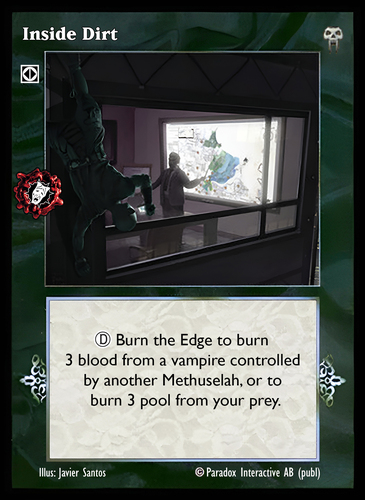 Inside Dirt
Ⓓ Burn the Edge to burn
3 blood from a vampire controlled
by another Methuselah, or to
burn 3 pool from your prey.
Illus: Javier Santos © Paradox Interactive AB (publ)